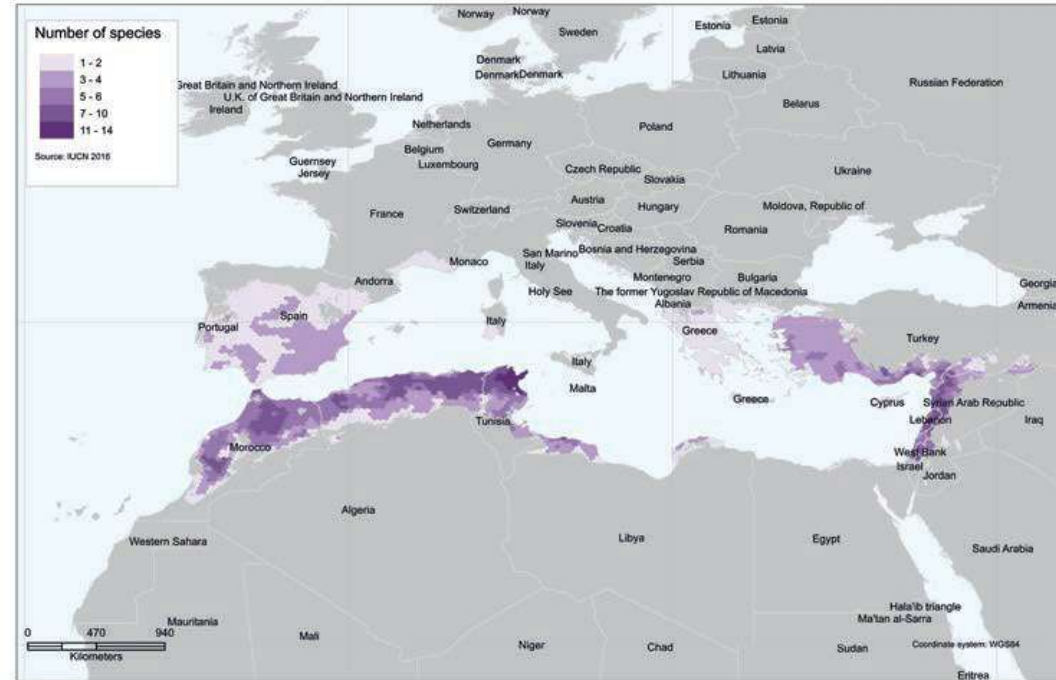 Number of species
1 - 2
3 - 4
5 - 6
7 - 10
11 - 14
Source: IUCN 2016
Norway
Norway
Sweden
Estonia
Estonia
Latvia
Lithuania
Denmark
Denmark
Denmark
Russian Federation
Great Britain and Northern Ireland
U.K. of Great Britain and Northern Ireland
Ireland
Belarus
Netherlands
Poland
Germany
Belgium
Luxembourg
Guernsey
Jersey
Czech Republic
Slovakia
Ukraine
Austria
Hungary
Moldova, Republic of
France
Switzerland
Slovenia
Croatia
Romania
San Marino
Bosnia and Herzegovina
Italy
Monaco
Serbia
Andorra
Montenegro
Bulgaria
Georgia
Holy See
The former Yugoslav Republic of Macedonia
Albania
Armenia
Portugal
Spain
Italy
Greece
Turkey
Italy
Malta
Greece
Cyprus
Syrian Arab Republic
Tunisia
Lebanon
Iraq
Morocco
West Bank
Israel
Jordan
Algeria
Western Sahara
Libya
Egypt
Saudi Arabia
Mauritania
Hala'ib triangle
Ma'tan al-Sarra
0 470 940
Kilometers
Mali
Niger
Chad
Sudan
Coordinate system: WGS84
Eritrea